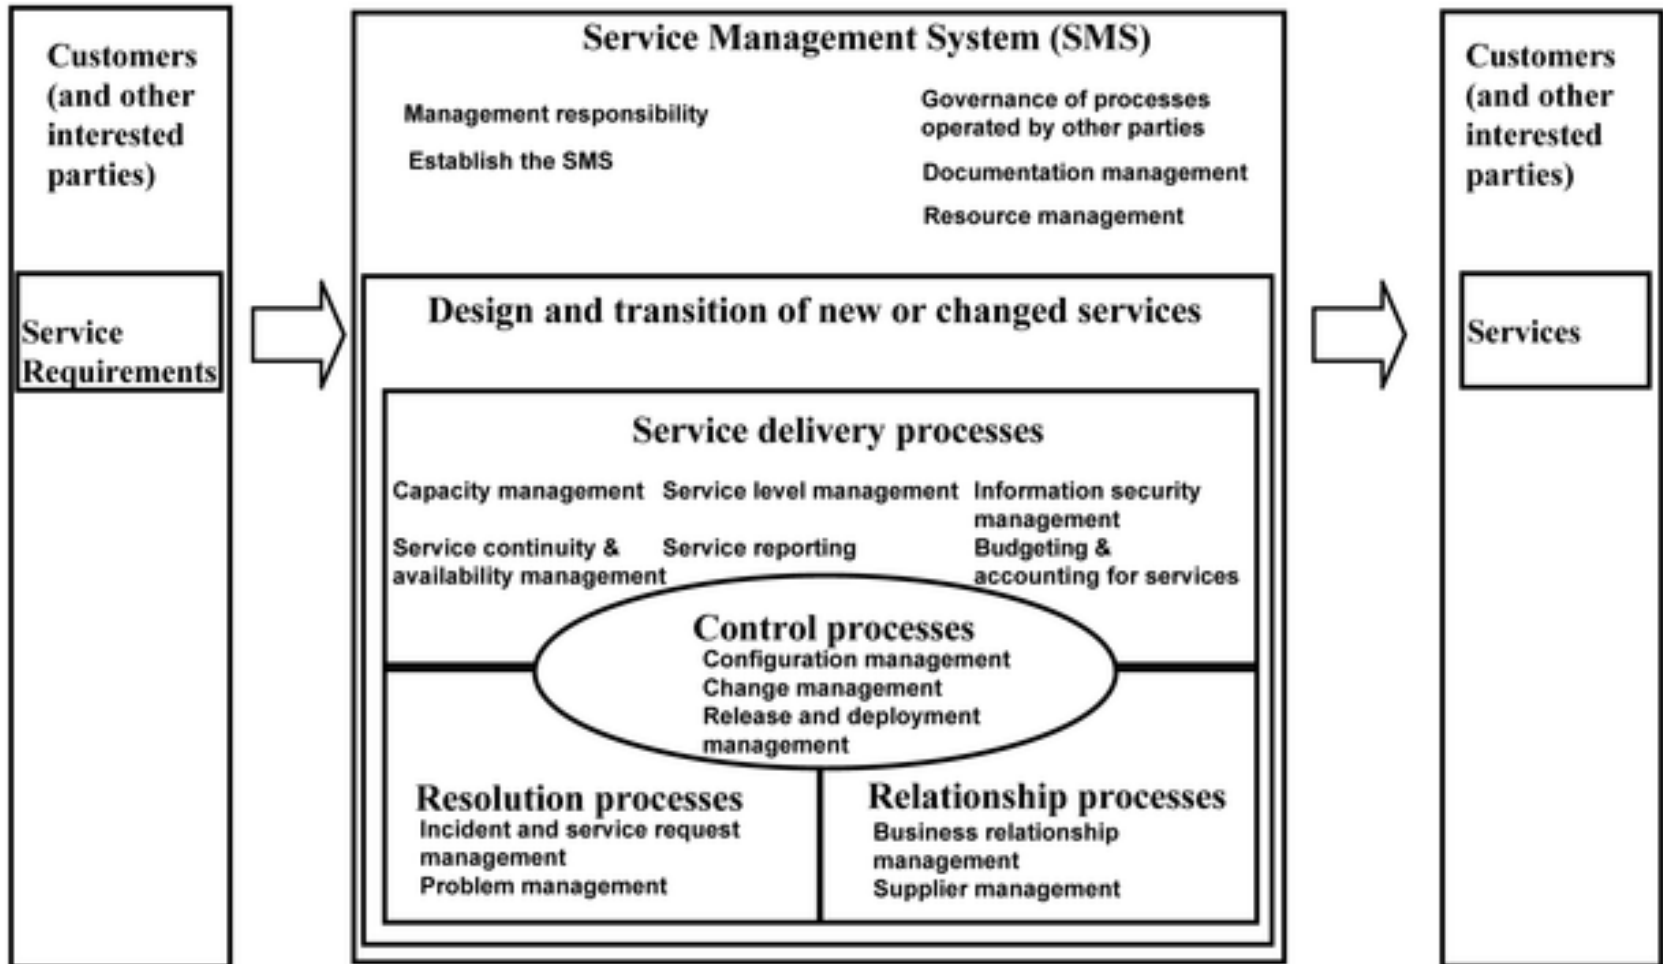 Customers
(and other
interested
parties)
Service
Requirements
Service Management System (SMS)
Management responsibility
Establish the SMS
Governance of processes
operated by other parties
Documentation management
Resource management
Design and transition of new or changed services
Service delivery processes
Capacity management
Service level management
Information security
management
Service continuity &
availability management
Service reporting
Budgeting &
accounting for services
Control processes
Configuration management
Change management
Release and deployment
management
Resolution processes
Incident and service request
management
Problem management
Relationship processes
Business relationship
management
Supplier management
Customers
(and other
interested
parties)
Services